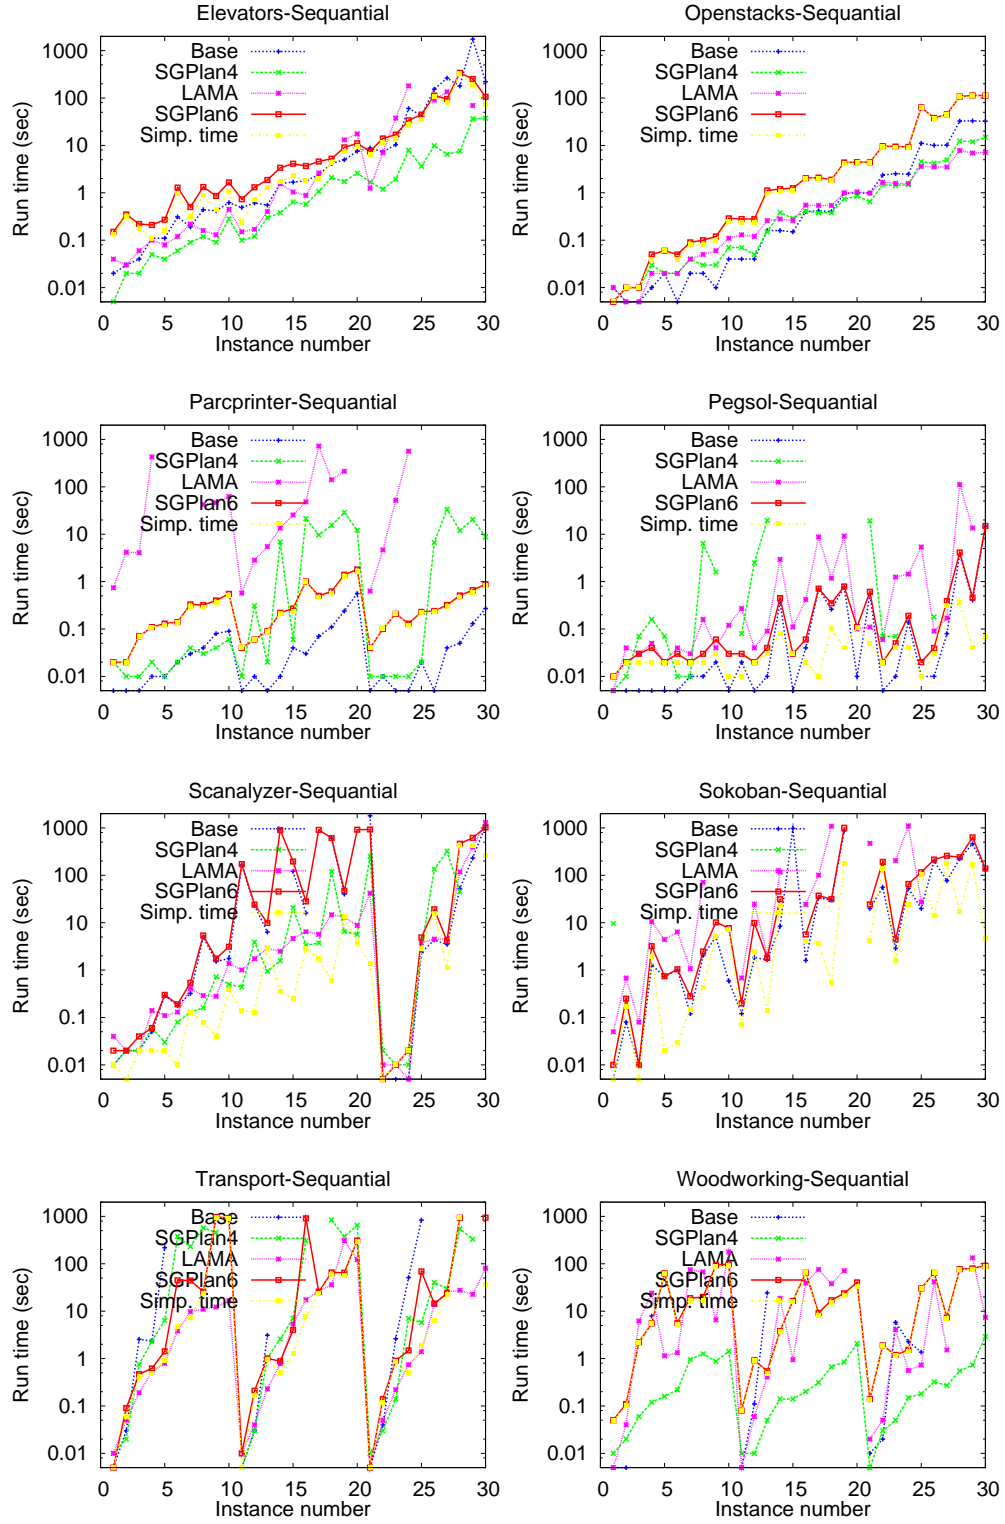 Elevators-Sequantial
Run time (sec)
1000
100
10
1
0.1
0.01
Base
SGPlan4
LAMA
SGPlan6
Simp. time
0 5 10 15 20 25 30
Instance number
Openstacks-Sequantial
Run time (sec)
1000
100
10
1
0.1
0.01
Base
SGPlan4
LAMA
SGPlan6
Simp. time
0 5 10 15 20 25 30
Instance number
Parcprinter-Sequantial
Run time (sec)
1000
100
10
1
0.1
0.01
Base
SGPlan4
LAMA
SGPlan6
Simp. time
0 5 10 15 20 25 30
Instance number
Pegsol-Sequantial
Run time (sec)
1000
100
10
1
0.1
0.01
Base
SGPlan4
LAMA
SGPlan6
Simp. time
0 5 10 15 20 25 30
Instance number
Scanalyzer-Sequantial
Run time (sec)
1000
100
10
1
0.1
0.01
Base
SGPlan4
LAMA
SGPlan6
Simp. time
0 5 10 15 20 25 30
Instance number
Sokoban-Sequantial
Run time (sec)
1000
100
10
1
0.1
0.01
Base
SGPlan4
LAMA
SGPlan6
Simp. time
0 5 10 15 20 25 30
Instance number
Transport-Sequantial
Run time (sec)
1000
100
10
1
0.1
0.01
Base
SGPlan4
LAMA
SGPlan6
Simp. time
0 5 10 15 20 25 30
Instance number
Woodworking-Sequantial
Run time (sec)
1000
100
10
1
0.1
0.01
Base
SGPlan4
LAMA
SGPlan6
Simp. time
0 5 10 15 20 25 30
Instance number